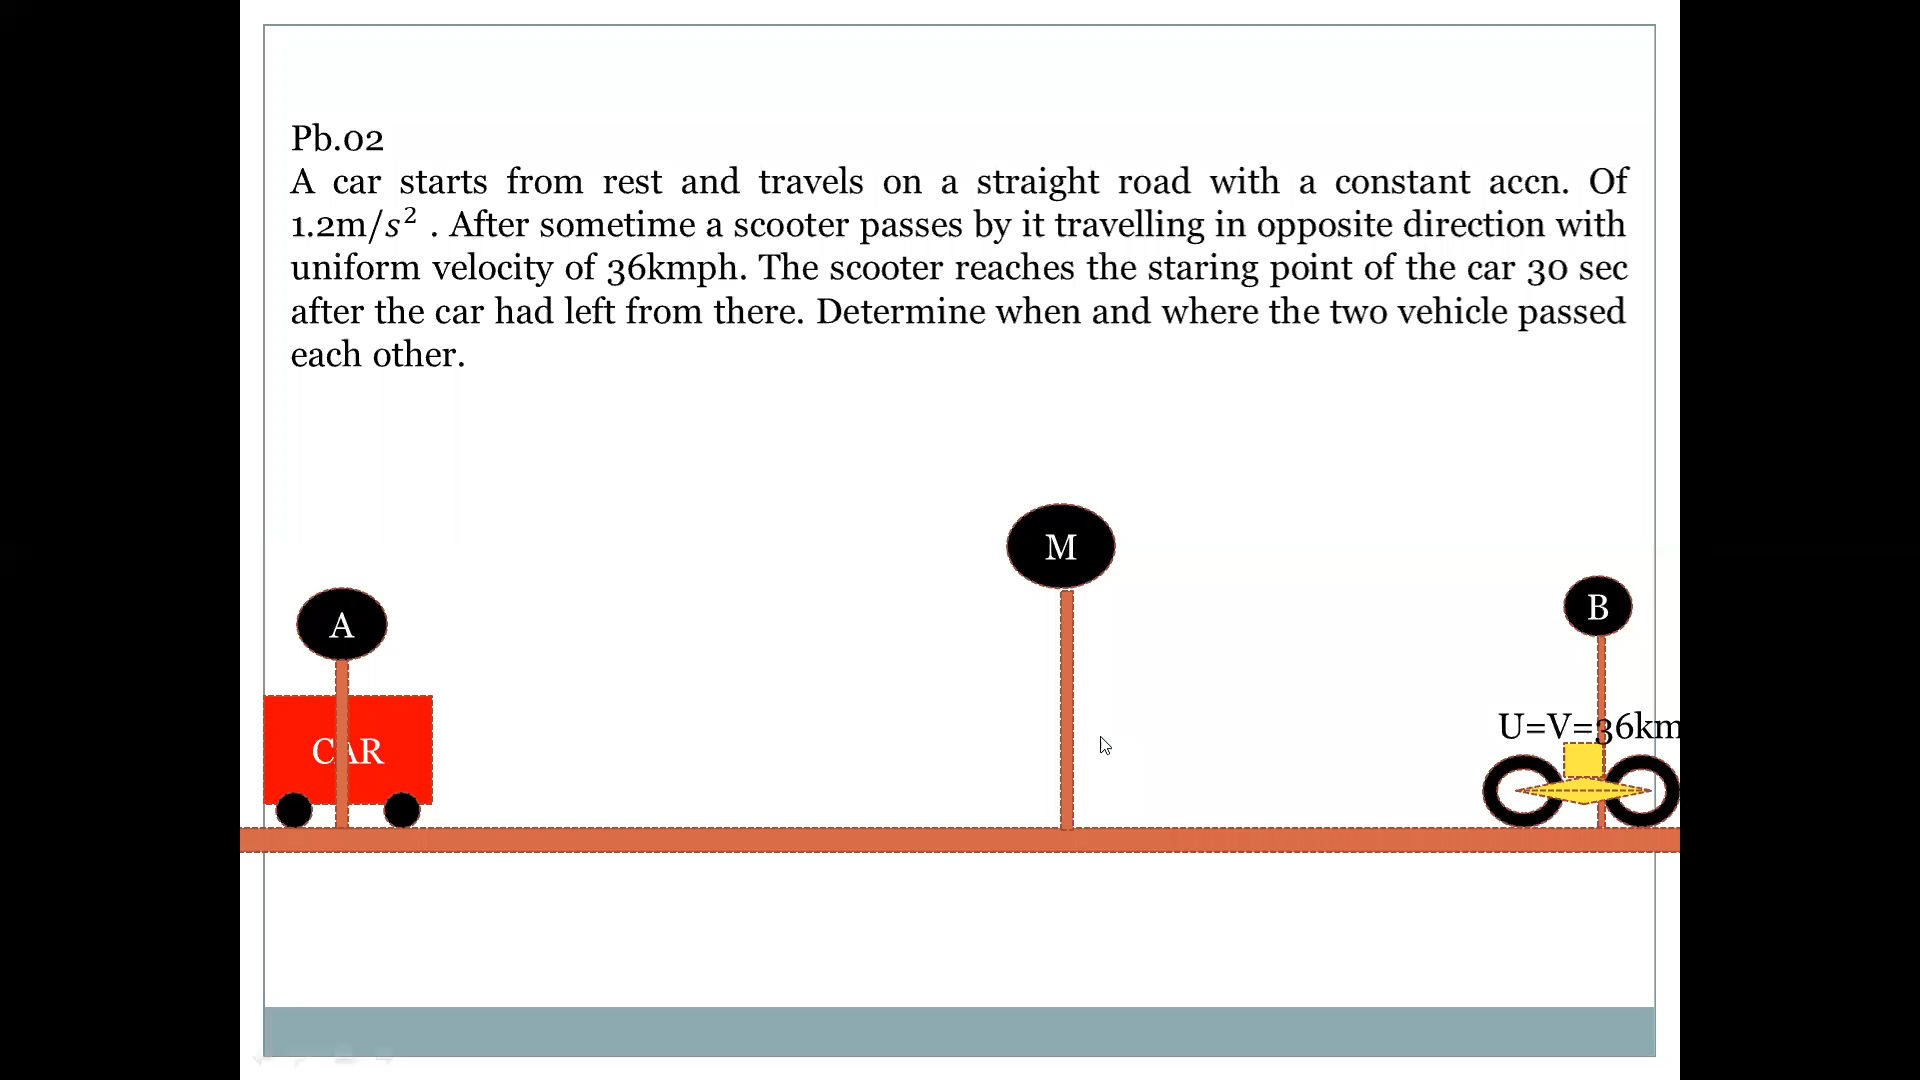 Pb.02
A car starts from rest and travels on a straight road with a constant accn. Of
1.2m/s² . After sometime a scooter passes by it travelling in opposite direction with
uniform velocity of 36kmph. The scooter reaches the staring point of the car 30 sec
after the car had left from there. Determine when and where the two vehicle passed
each other.
M
A
B
U=V=36km
CAR